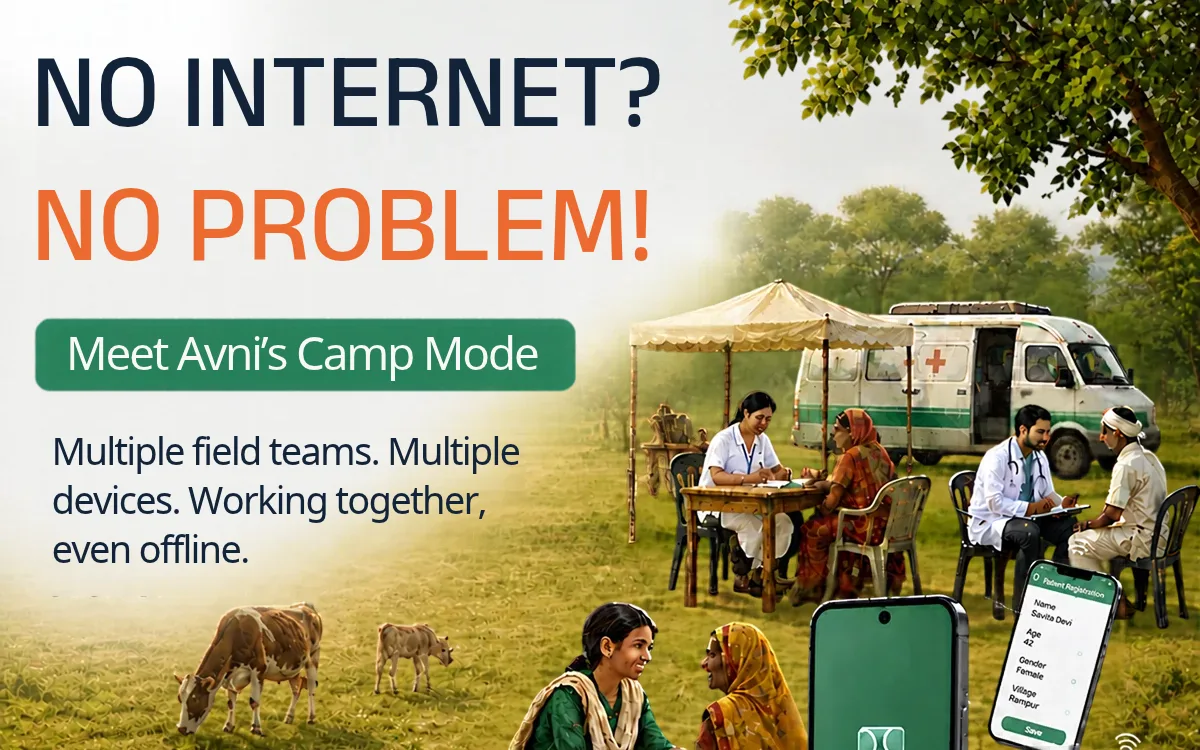 NO INTERNET?
NO PROBLEM!
Meet Avni's Camp Mode
Multiple field teams. Multiple
devices. Working together,
even offline.
Patient Registration
Name
Savita Devi
Age
42
Gender
Female
Village
Rampur
Save